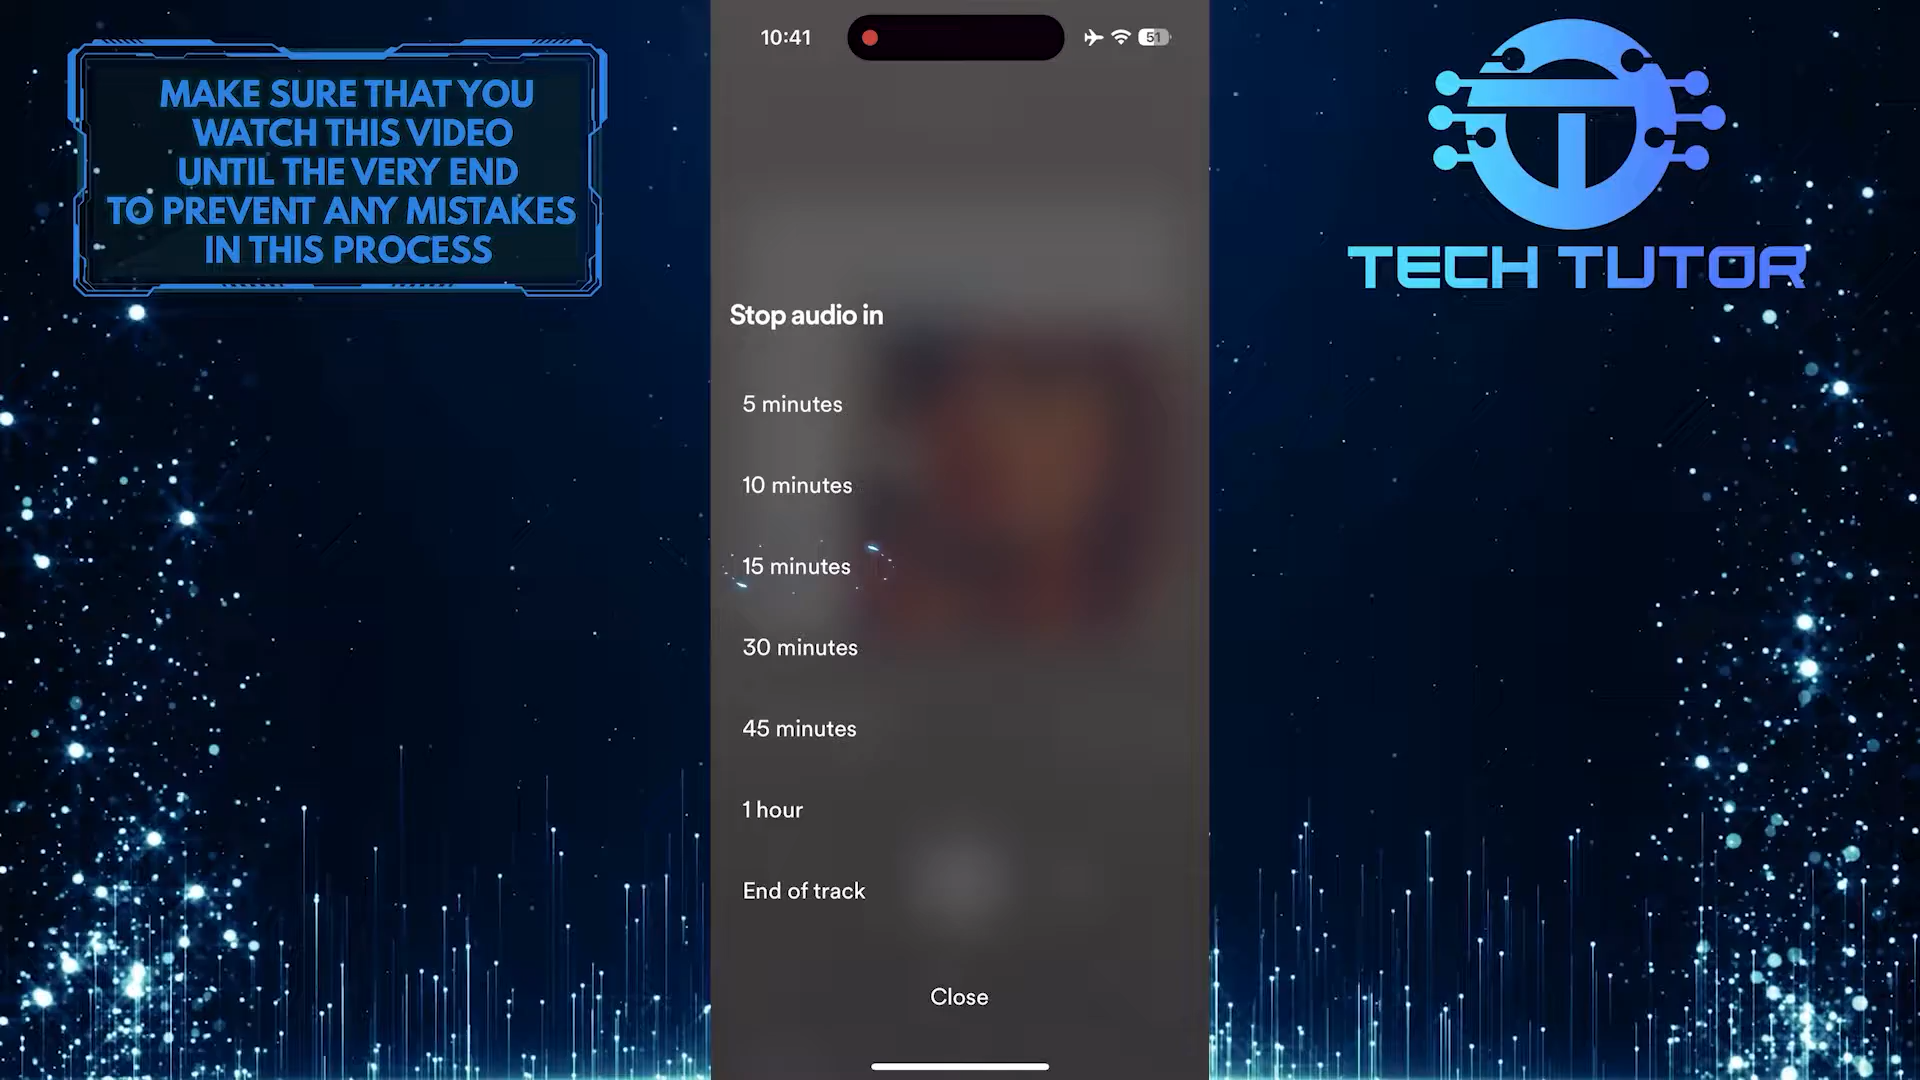 MAKE SURE THAT YOU
WATCH THIS VIDEO
UNTIL THE VERY END
TO PREVENT ANY MISTAKES
IN THIS PROCESS
10:41
51
TECH TUTOR
Stop audio in
5 minutes
10 minutes
15 minutes
30 minutes
45 minutes
1 hour
End of track
Close